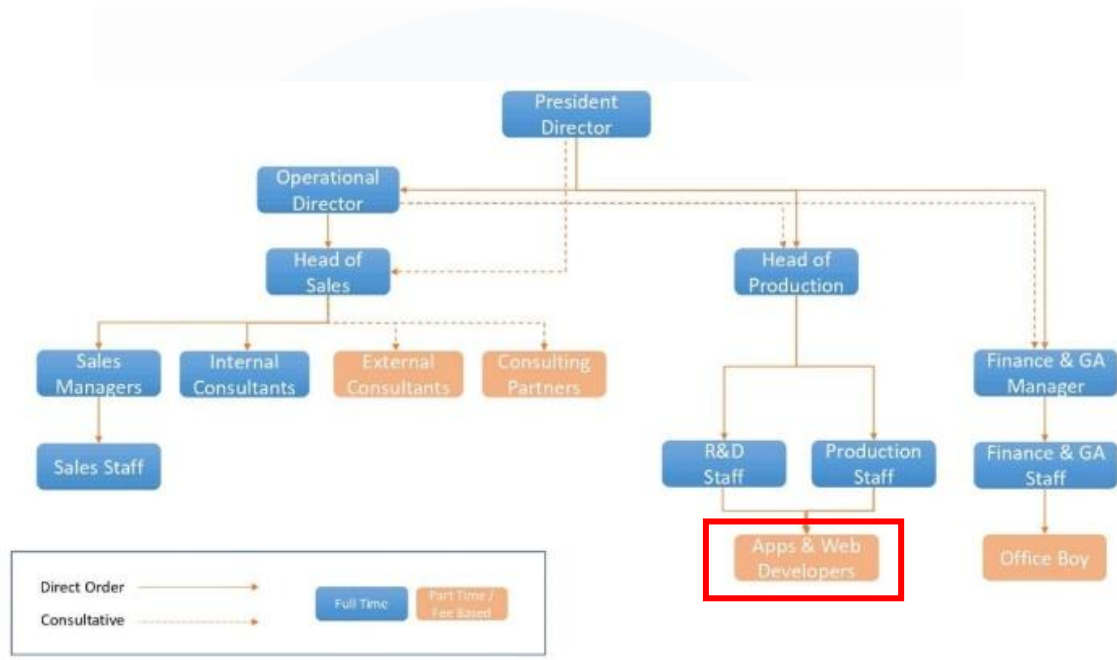 President
Director
Operational
Director
Head of
Sales
Head of
Production
Sales
Managers
Internal
Consultants
External
Consultants
Consulting
Partners
Finance & GA
Manager
Sales Staff
R&D
Staff
Production
Staff
Finance & GA
Staff
Apps & Web
Developers
Office Boy
Direct Order
Consultative
Full Time
Part Time /
Fee Based